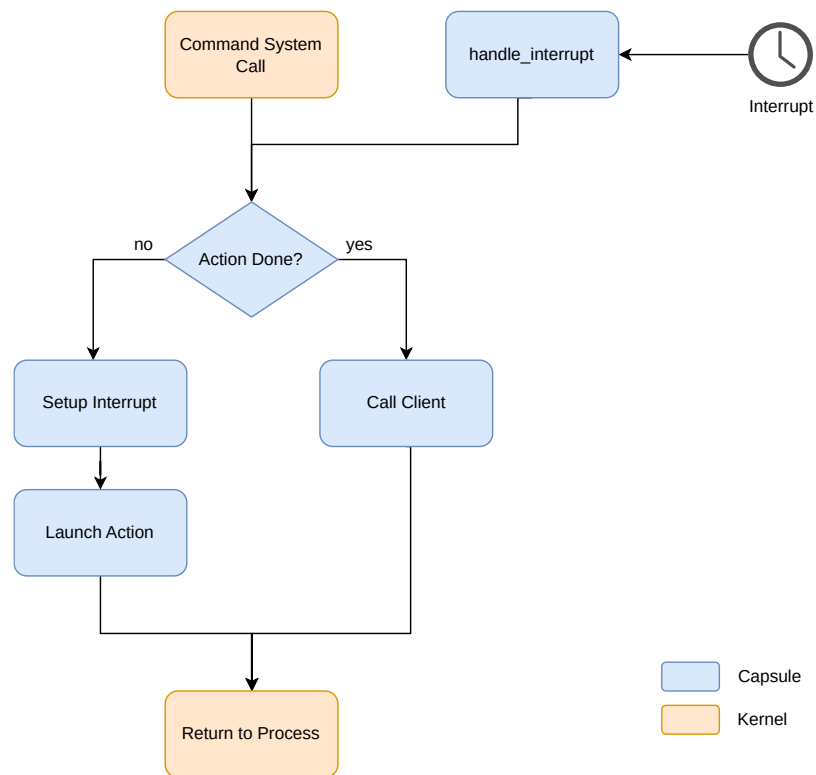 Command System
Call
handle_interrupt
Interrupt
no
Action Done?
yes
Setup Interrupt
Call Client
Launch Action
Return to Process
Capsule
Kernel